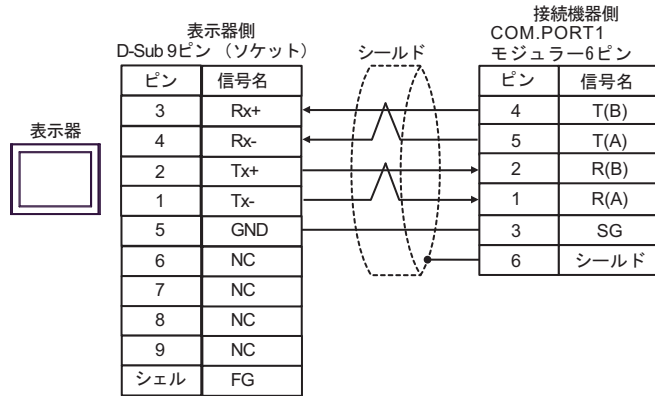 表示器側
D-Sub 9ピン （ソケット）
シールド
接続機器側
COM.PORT1
モジュラー6ピン
表示器
ピン 信号名
3 Rx+
4 Rx-
2 Tx+
1 Tx-
5 GND
6 NC
7 NC
8 NC
9 NC
シェル FG
ピン 信号名
4 T(B)
5 T(A)
2 R(B)
1 R(A)
3 SG
6 シールド